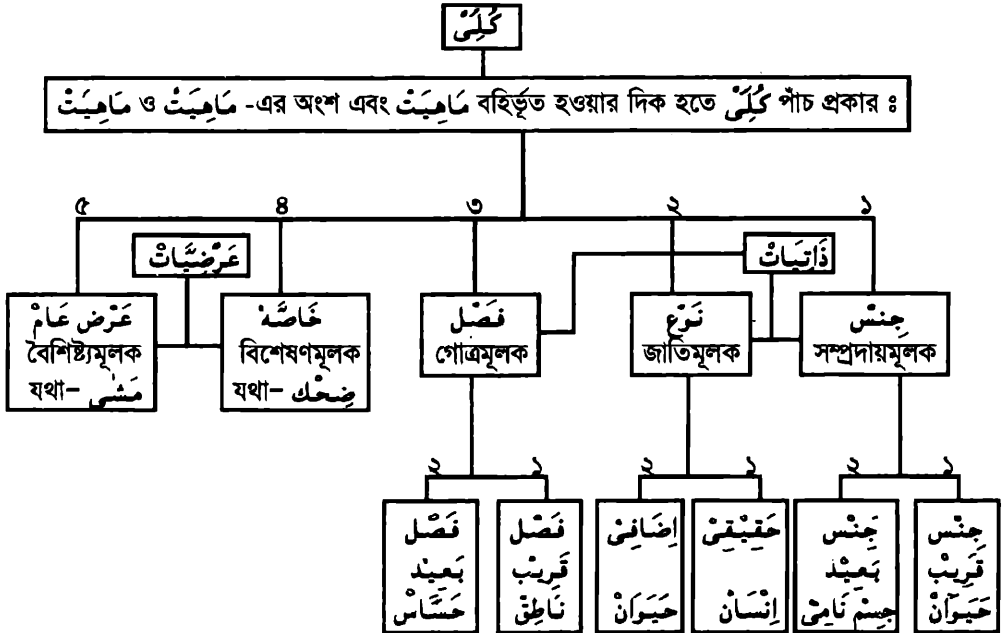 كُلِّىْ
مَاهِيَتْ ও مَاهِيَتْ -এর অংশ এবং مَاهِيَتْ বহির্ভূত হওয়ার দিক হতে كُلِّىْ পাঁচ প্রকার ঃ
৫ ৪ ৩ ২ ১
عَرْضِيَّاتْ
ذَاتِيَاتْ
عَرْض عَامْ
বৈশিষ্ট্যমূলক
যথা- مَشْى
خَاصَّهْ
বিশেষণমূলক
যথা- ضِحْك
فَصْل
গোত্রমূলক
نَوْع
জাতিমূলক
جِنْس
সম্প্রদায়মূলক
২ ১ ২ ১ ২ ১
فَصْل
بَعِيْد
حَسَّاسْ
فَصْل
قَرِيْب
نَاطِقْ
اِضَافِىْ
حَيَوَانْ
حَقِيْقِىْ
اِنْسَانْ
جِنْس
بَعِيْد
جِسْم نَامِىْ
جِنْس
قَرِيْب
حَيَوَانْ